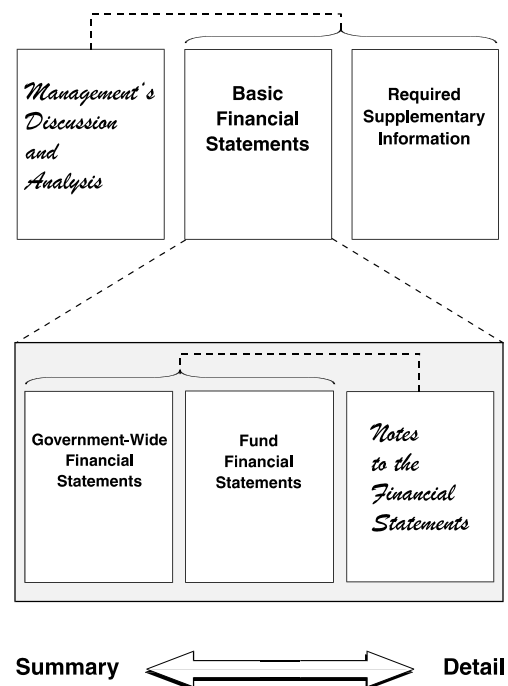 Management's
Discussion
and
Analysis
Basic
Financial
Statements
Required
Supplementary
Information
Government-Wide
Financial
Statements
Fund
Financial
Statements
Notes
to the
Financial
Statements
Summary
Detail